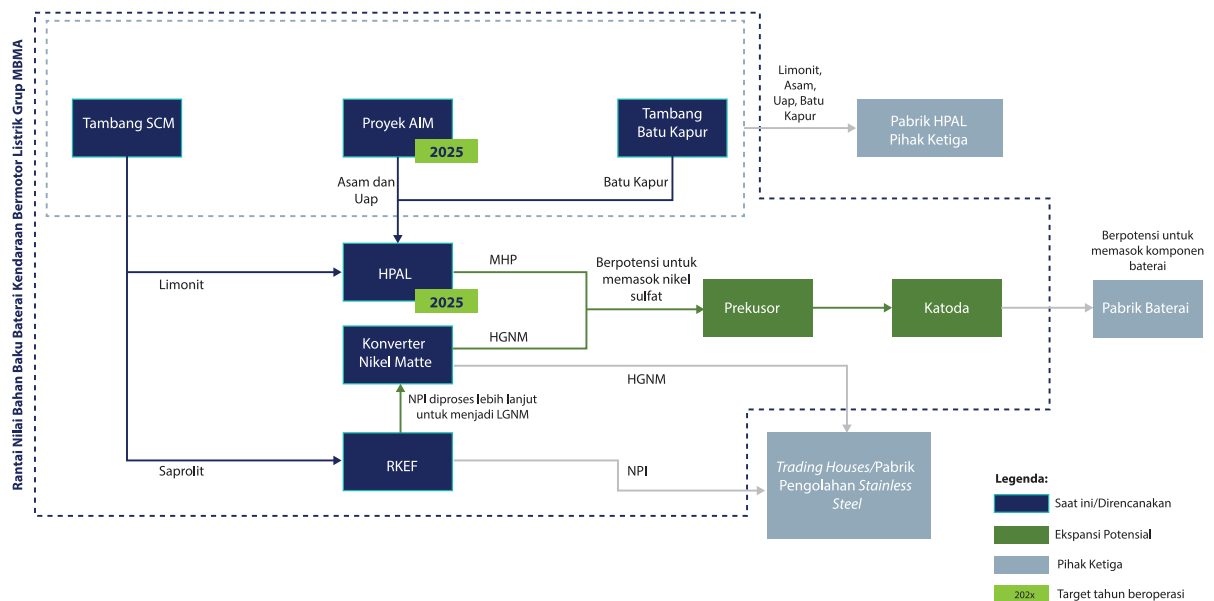 Rantai Nilai Bahan Baku Baterai Kendaraan Bermotor Listrik Grup MBMA
Tambang SCM
Proyek AIM
2025
Tambang
Batu Kapur
Limonit,
Asam,
Uap, Batu
Kapur
Pabrik HPAL
Pihak Ketiga
Asam dan
Uap
Batu Kapur
Limonit
HPAL
2025
MHP
Berpotensi untuk
memasok nikel
sulfat
Prekusor
Katoda
Berpotensi untuk
memasok komponen
baterai
Pabrik Baterai
Konverter
Nikel Matte
HGNM
HGNM
NPI diproses lebih lanjut
untuk menjadi LGNM
Saprolit
RKEF
NPI
Trading Houses/Pabrik
Pengolahan Stainless
Steel
Legenda:
Saat ini/Direncanakan
Ekspansi Potensial
Pihak Ketiga
202x
Target tahun beroperasi